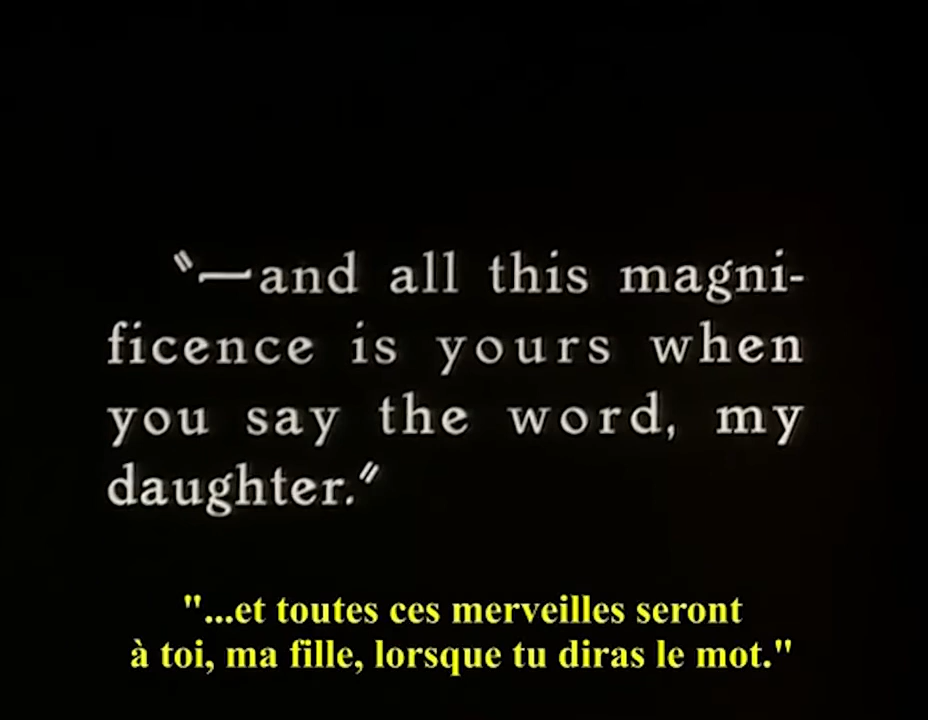 "—and all this magni-
ficence is yours when
you say the word, my
daughter."
"...et toutes ces merveilles seront
à toi, ma fille, lorsque tu diras le mot."